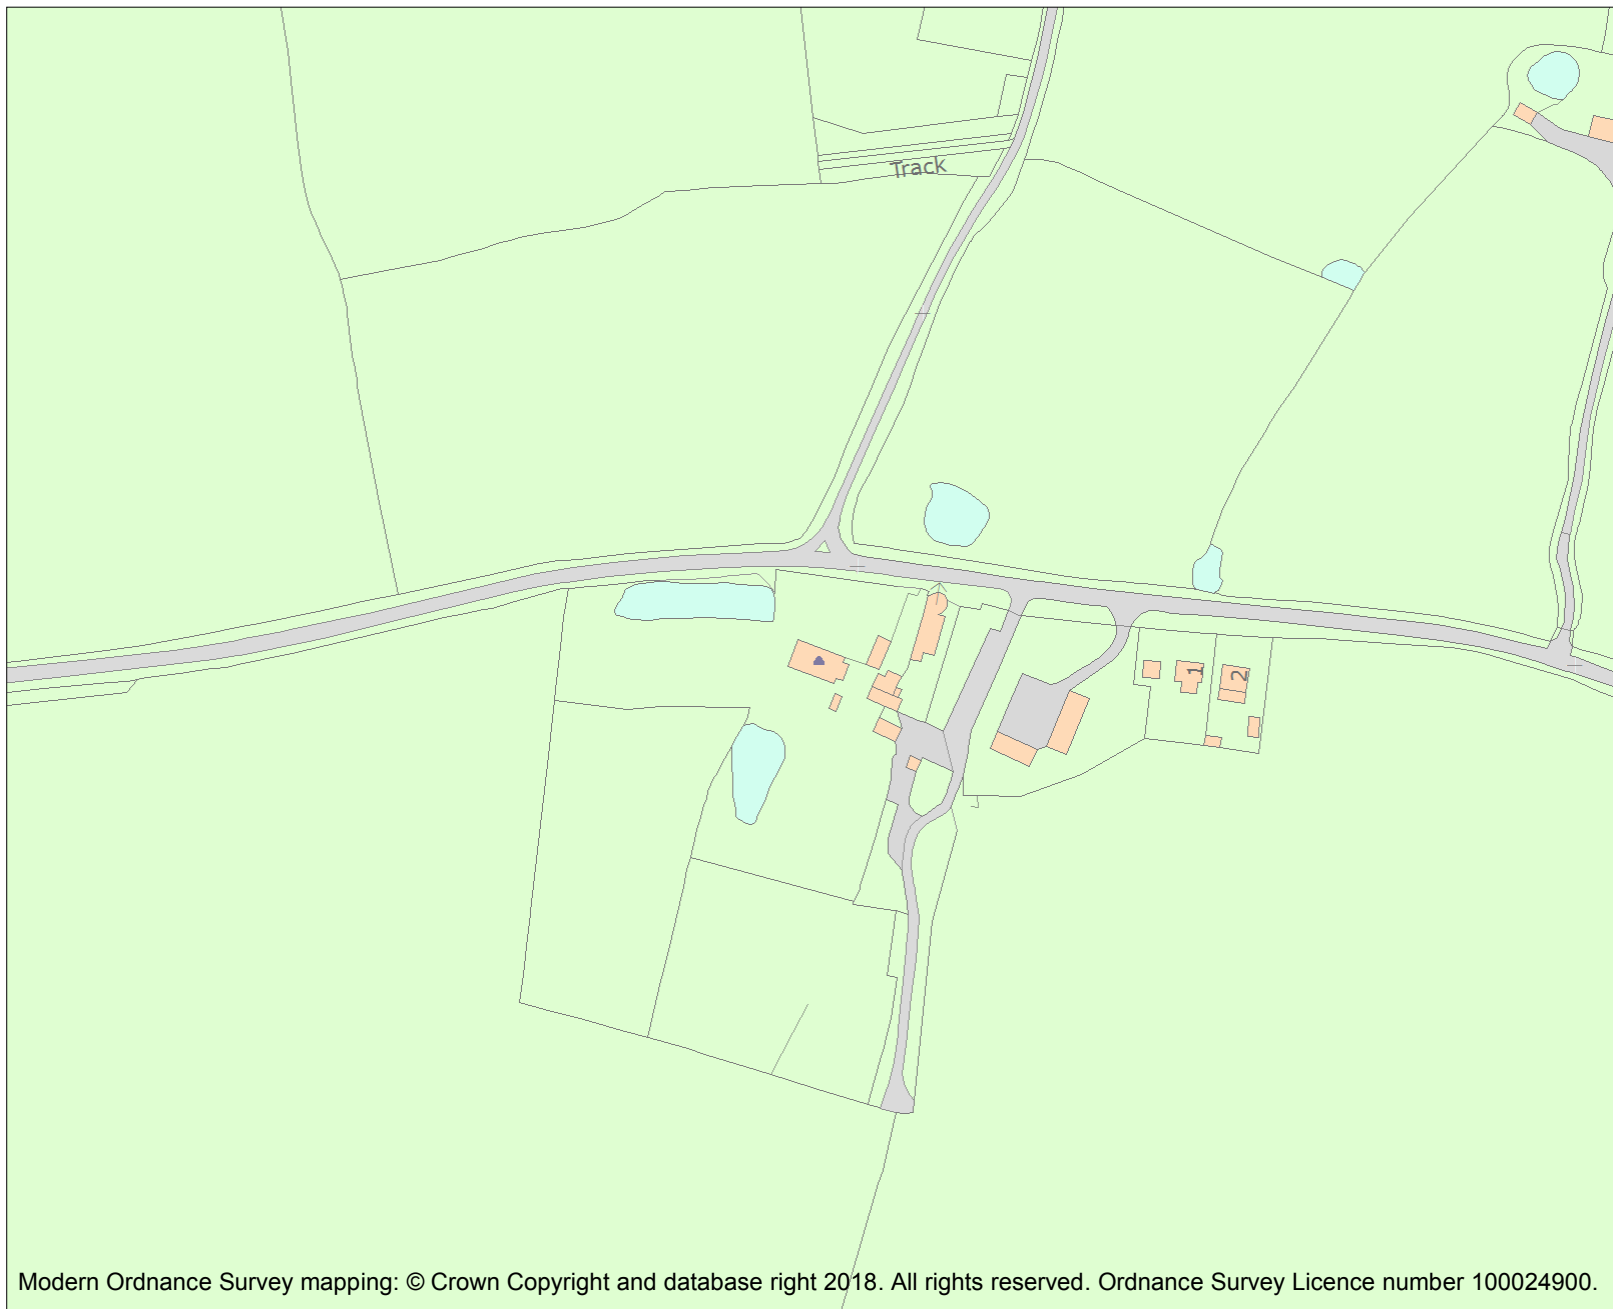 Track
1
2
Modern Ordnance Survey mapping: © Crown Copyright and database right 2018. All rights reserved. Ordnance Survey Licence number 100024900.